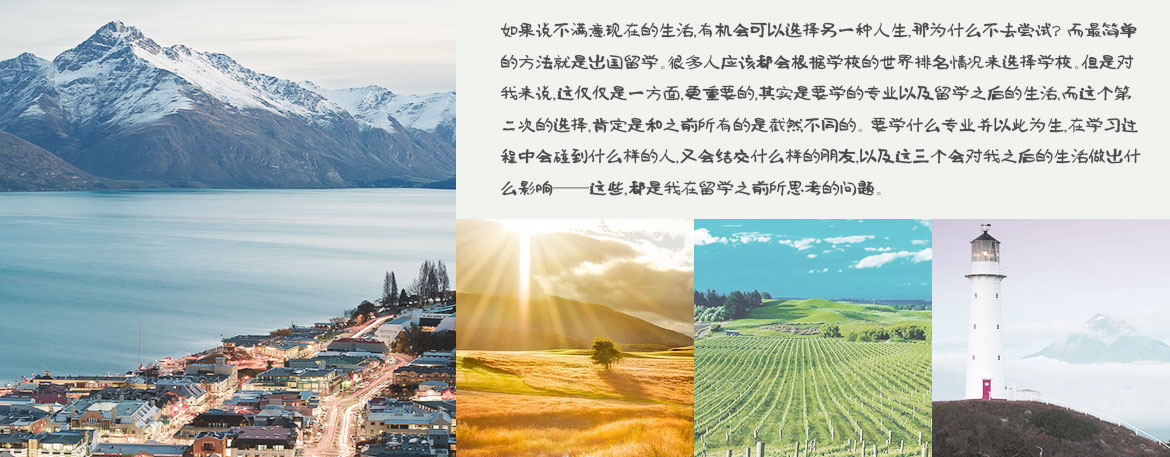 如果说不满意现在的生活,有机会可以选择另一种人生,那为什么不去尝试? 而最简单
的方法就是出国留学。很多人应该都会根据学校的世界排名情况来选择学校。但是对
我来说,这仅仅是一方面,更重要的,其实是要学的专业以及留学之后的生活,而这个第
二次的选择,肯定是和之前所有的是截然不同的。要学什么专业并以此为生,在学习过
程中会碰到什么样的人,又会结交什么样的朋友,以及这三个会对我之后的生活做出什
么影响——这些,都是我在留学之前所思考的问题。